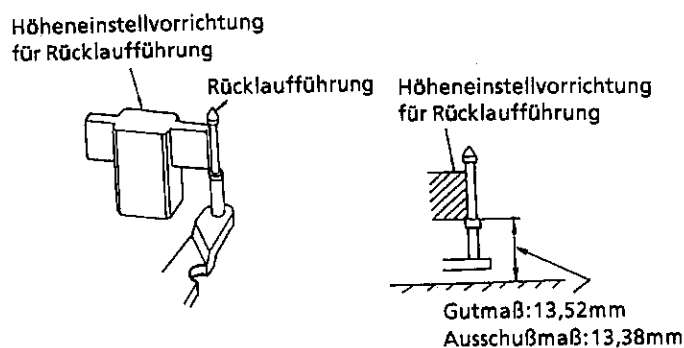 Höheneinstellvorrichtung
für Rücklaufführung
Rücklaufführung
Höheneinstellvorrichtung
für Rücklaufführung
Gutmaß:13,52mm
Ausschußmaß:13,38mm